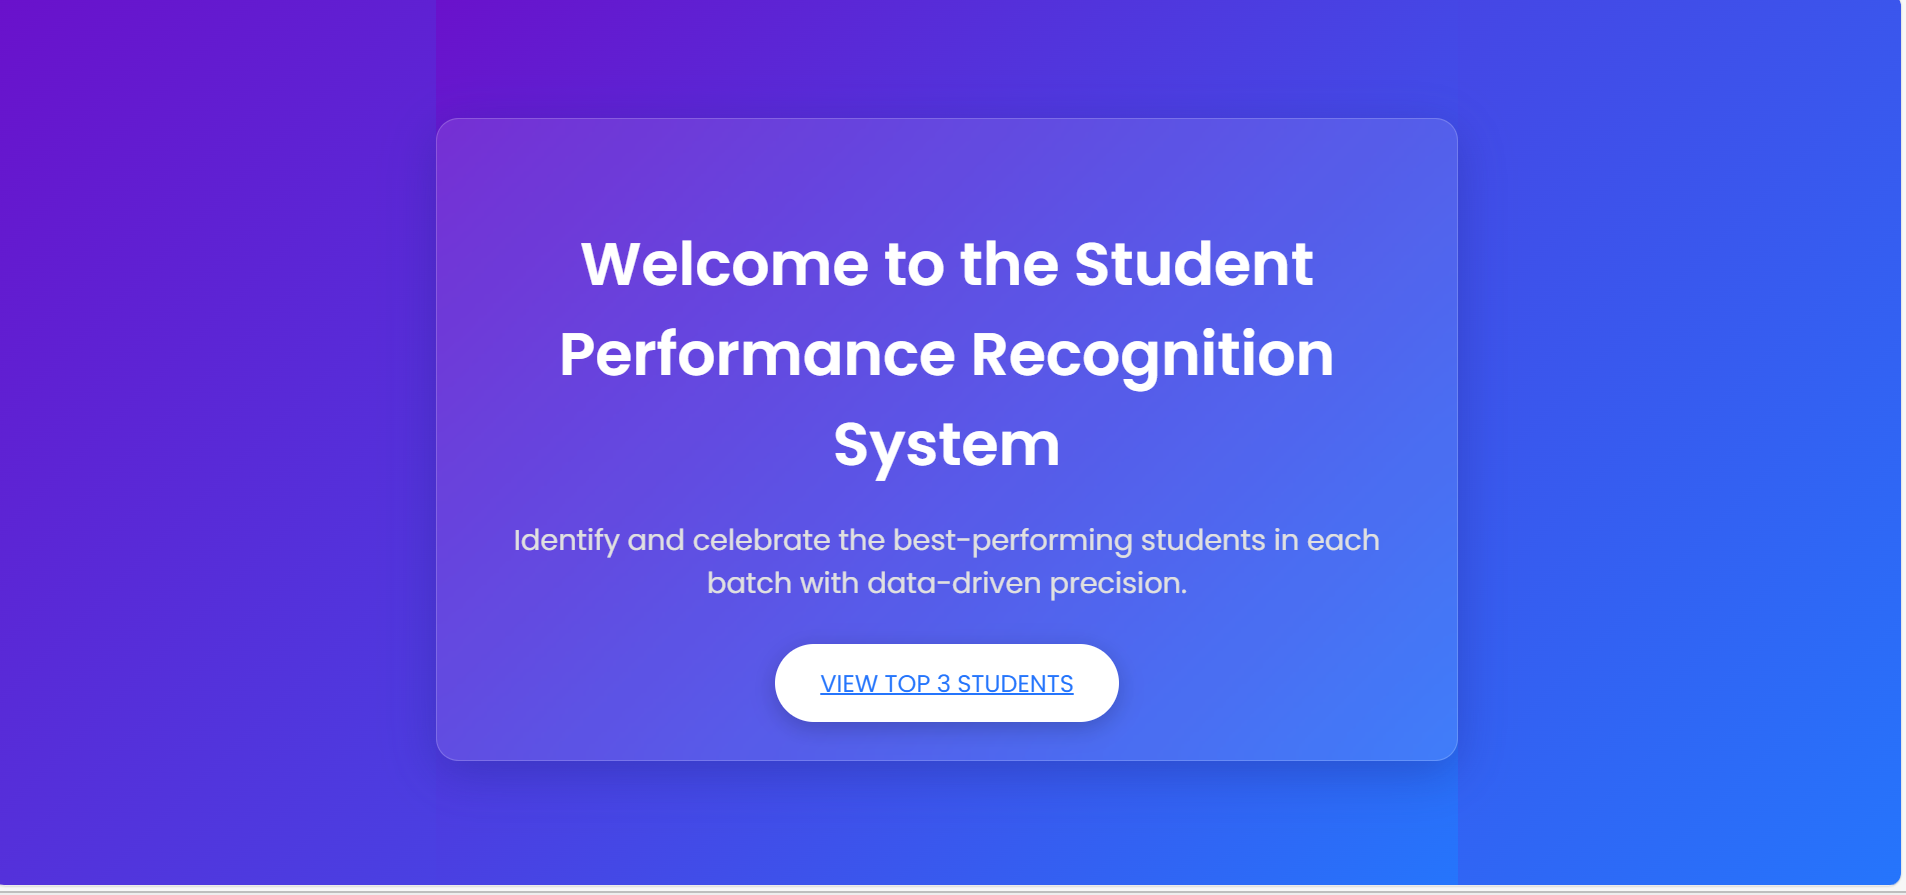 Welcome to the Student
Performance Recognition
System
Identify and celebrate the best-performing students in each
batch with data-driven precision.
VIEW TOP 3 STUDENTS